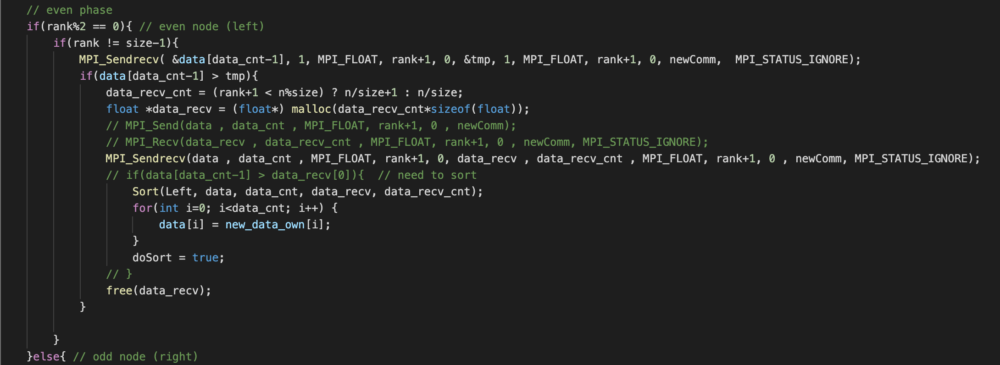 // even phase
if(rank%2 == 0){ // even node (left)
if(rank != size-1){
MPI_Sendrecv( &data[data_cnt-1], 1, MPI_FLOAT, rank+1, 0, &tmp, 1, MPI_FLOAT, rank+1, 0, newComm,  MPI_STATUS_IGNORE);
if(data[data_cnt-1] > tmp){
data_recv_cnt = (rank+1 < n%size) ? n/size+1 : n/size;
float *data_recv = (float*) malloc(data_recv_cnt*sizeof(float));
// MPI_Send(data , data_cnt , MPI_FLOAT, rank+1, 0 , newComm);
// MPI_Recv(data_recv , data_recv_cnt , MPI_FLOAT, rank+1, 0 , newComm, MPI_STATUS_IGNORE);
MPI_Sendrecv(data , data_cnt , MPI_FLOAT, rank+1, 0, data_recv , data_recv_cnt , MPI_FLOAT, rank+1, 0 , newComm, MPI_STATUS_IGNORE);
// if(data[data_cnt-1] > data_recv[0]){  // need to sort
Sort(Left, data, data_cnt, data_recv, data_recv_cnt);
for(int i=0; i<data_cnt; i++) {
data[i] = new_data_own[i];
}
doSort = true;
// }
free(data_recv);
}
}
}else{ // odd node (right)